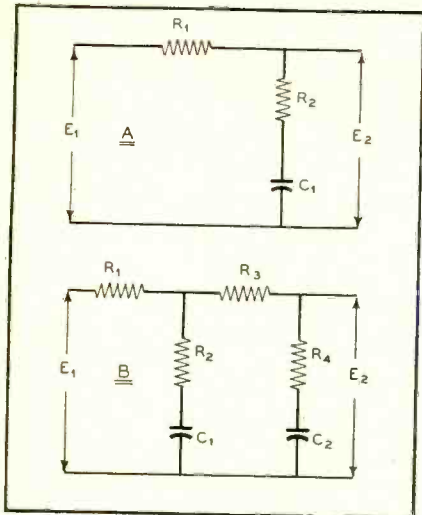 R₁
R₂
E₁
A
E₂
C₁
R₁
R₃
R₂
R₄
E₁
B
E₂
C₁
C₂